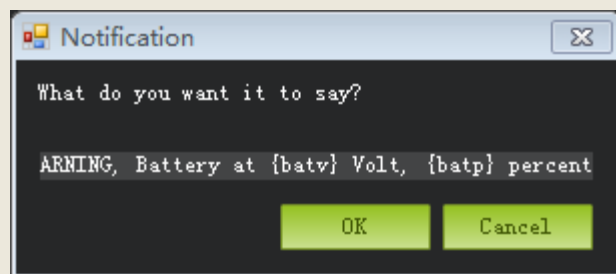 Notification
What do you want it to say?
ARNING, Battery at {batv} Volt, {batp} percent
OK
Cancel